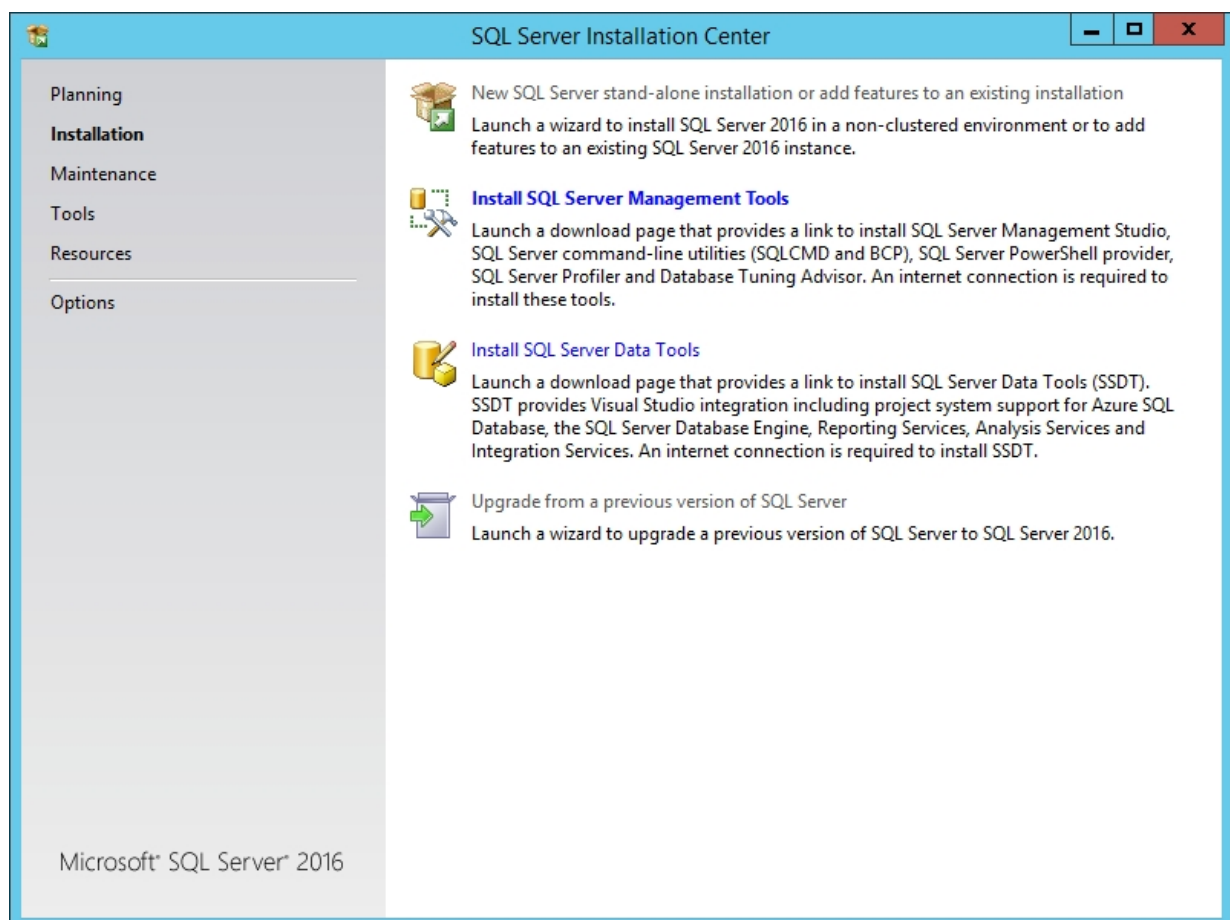 SQL Server Installation Center
Planning
Installation
Maintenance
Tools
Resources
Options
New SQL Server stand-alone installation or add features to an existing installation
Launch a wizard to install SQL Server 2016 in a non-clustered environment or to add
features to an existing SQL Server 2016 instance.
Install SQL Server Management Tools
Launch a download page that provides a link to install SQL Server Management Studio,
SQL Server command-line utilities (SQLCMD and BCP), SQL Server PowerShell provider,
SQL Server Profiler and Database Tuning Advisor. An internet connection is required to
install these tools.
Install SQL Server Data Tools
Launch a download page that provides a link to install SQL Server Data Tools (SSDT).
SSDT provides Visual Studio integration including project system support for Azure SQL
Database, the SQL Server Database Engine, Reporting Services, Analysis Services and
Integration Services. An internet connection is required to install SSDT.
Upgrade from a previous version of SQL Server
Launch a wizard to upgrade a previous version of SQL Server to SQL Server 2016.
Microsoft® SQL Server® 2016